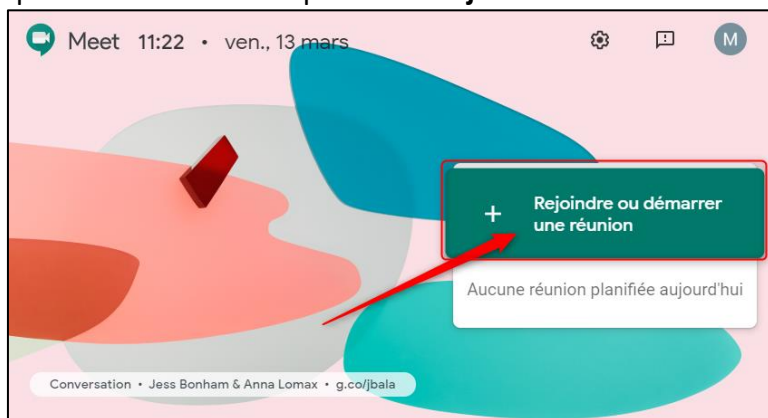 Meet 11:22 • ven., 13 mars
M
+ Rejoindre ou démarrer
une réunion
Aucune réunion planifiée aujourd'hui
Conversation • Jess Bonham & Anna Lomax • g.co/jbala